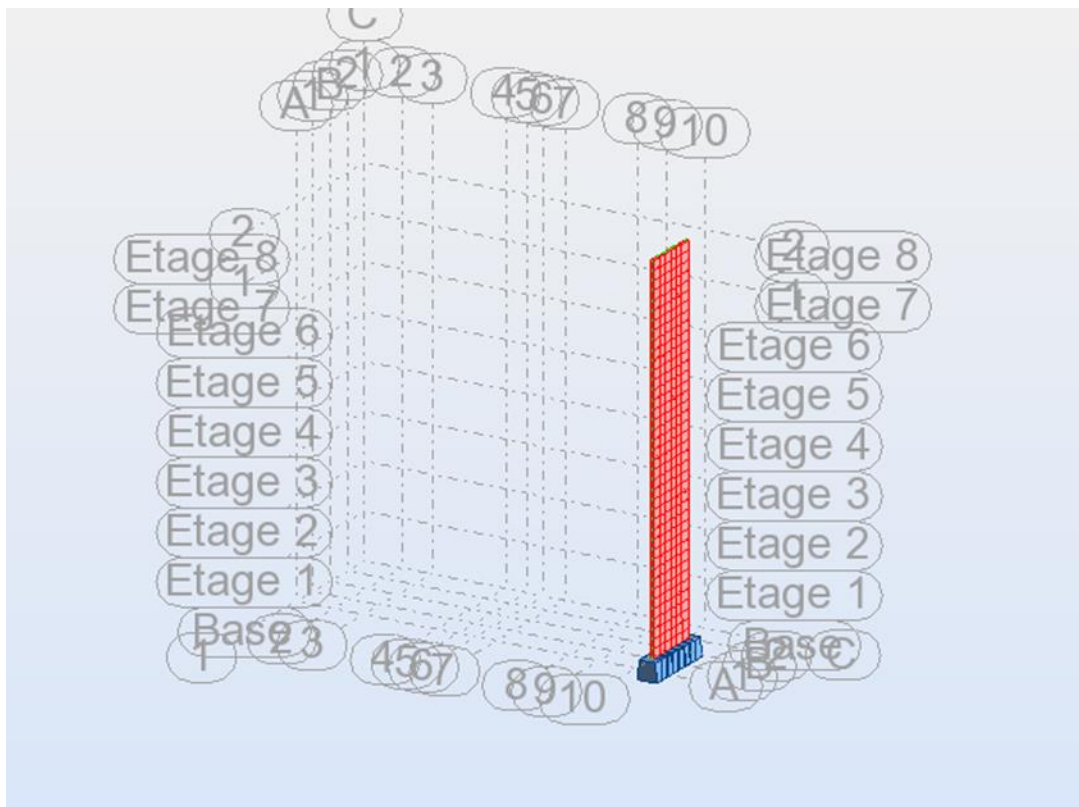 C
A 1 B 2 1 2 3 4 5 6 7 8 9 10
2
Etage 8
1
Etage 7
Etage 6
Etage 5
Etage 4
Etage 3
Etage 2
Etage 1
Base
1 2 3 4 5 6 7 8 9 10
2
Etage 8
1
Etage 7
Etage 6
Etage 5
Etage 4
Etage 3
Etage 2
Etage 1
Base
A 1 B 2 C